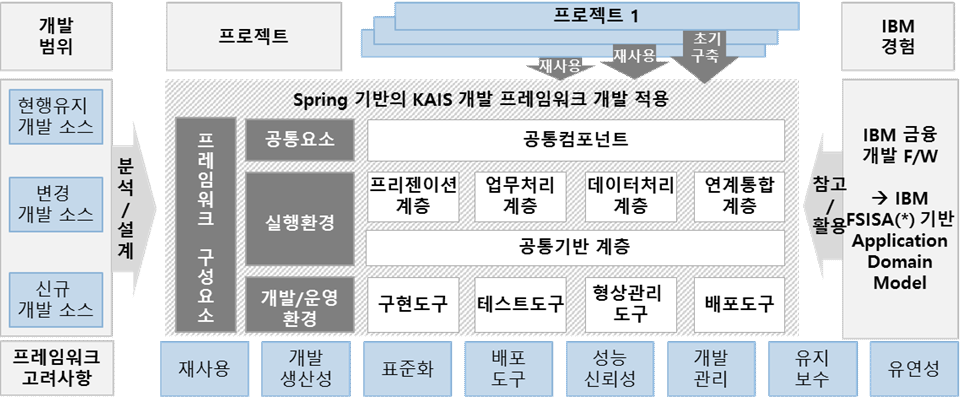 개발
범위
프로젝트
프로젝트 1
IBM
경험
재사용
재사용
초기
구축
현행유지
개발 소스
변경
개발 소스
신규
개발 소스
분석
/
설계
Spring 기반의 KAIS 개발 프레임워크 개발 적용
프레임워크 구성요소
공통요소
공통컴포넌트
실행환경
프리젠이션
계층
업무처리
계층
데이터처리
계층
연계통합
계층
공통기반 계층
개발/운영
환경
구현도구
테스트도구
형상관리
도구
배포도구
참고
/
활용
IBM 금융
개발 F/W
→ IBM
FSISA(*) 기반
Application
Domain
Model
프레임워크
고려사항
재사용
개발
생산성
표준화
배포
도구
성능
신뢰성
개발
관리
유지
보수
유연성